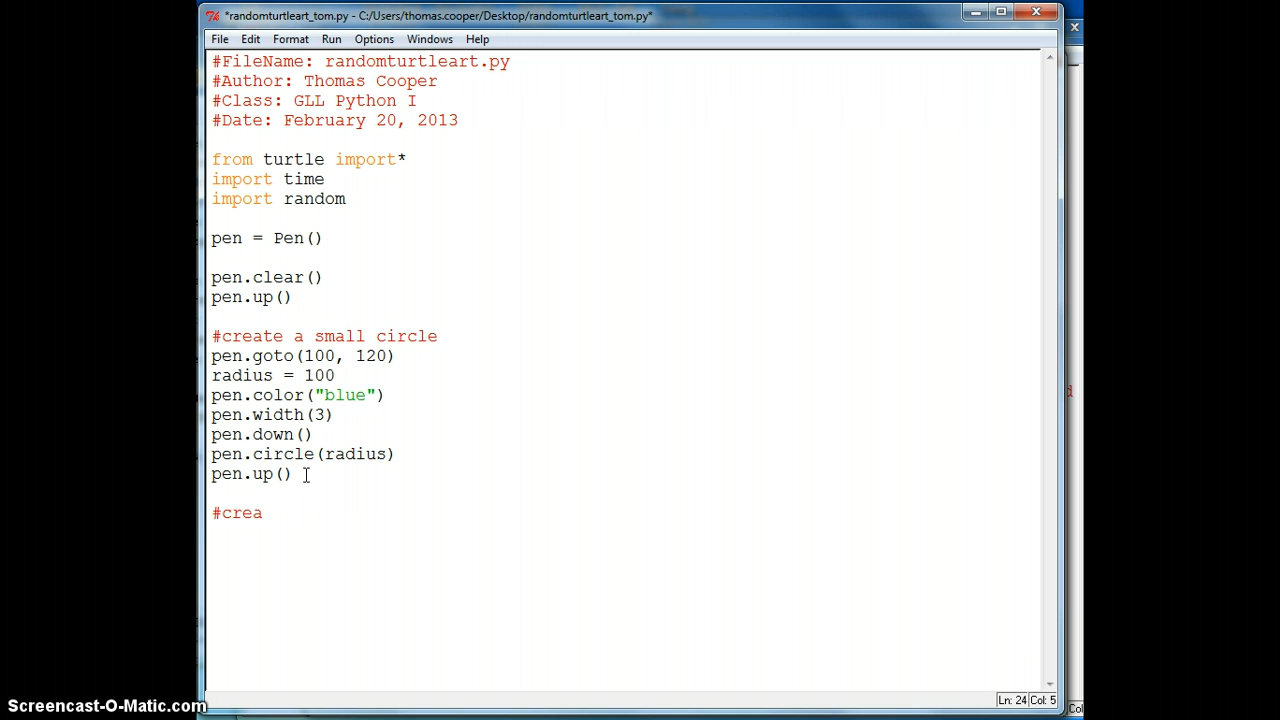 *randomturtleart_tom.py - C:/Users/thomas.cooper/Desktop/randomturtleart_tom.py*
File Edit Format Run Options Windows Help
#FileName: randomturtleart.py
#Author: Thomas Cooper
#Class: GLL Python I
#Date: February 20, 2013
from turtle import*
import time
import random
pen = Pen()
pen.clear()
pen.up()
#create a small circle
pen.goto(100, 120)
radius = 100
pen.color("blue")
pen.width(3)
pen.down()
pen.circle(radius)
pen.up()
#crea
Ln: 24 Col: 5
Screencast-O-Matic.com